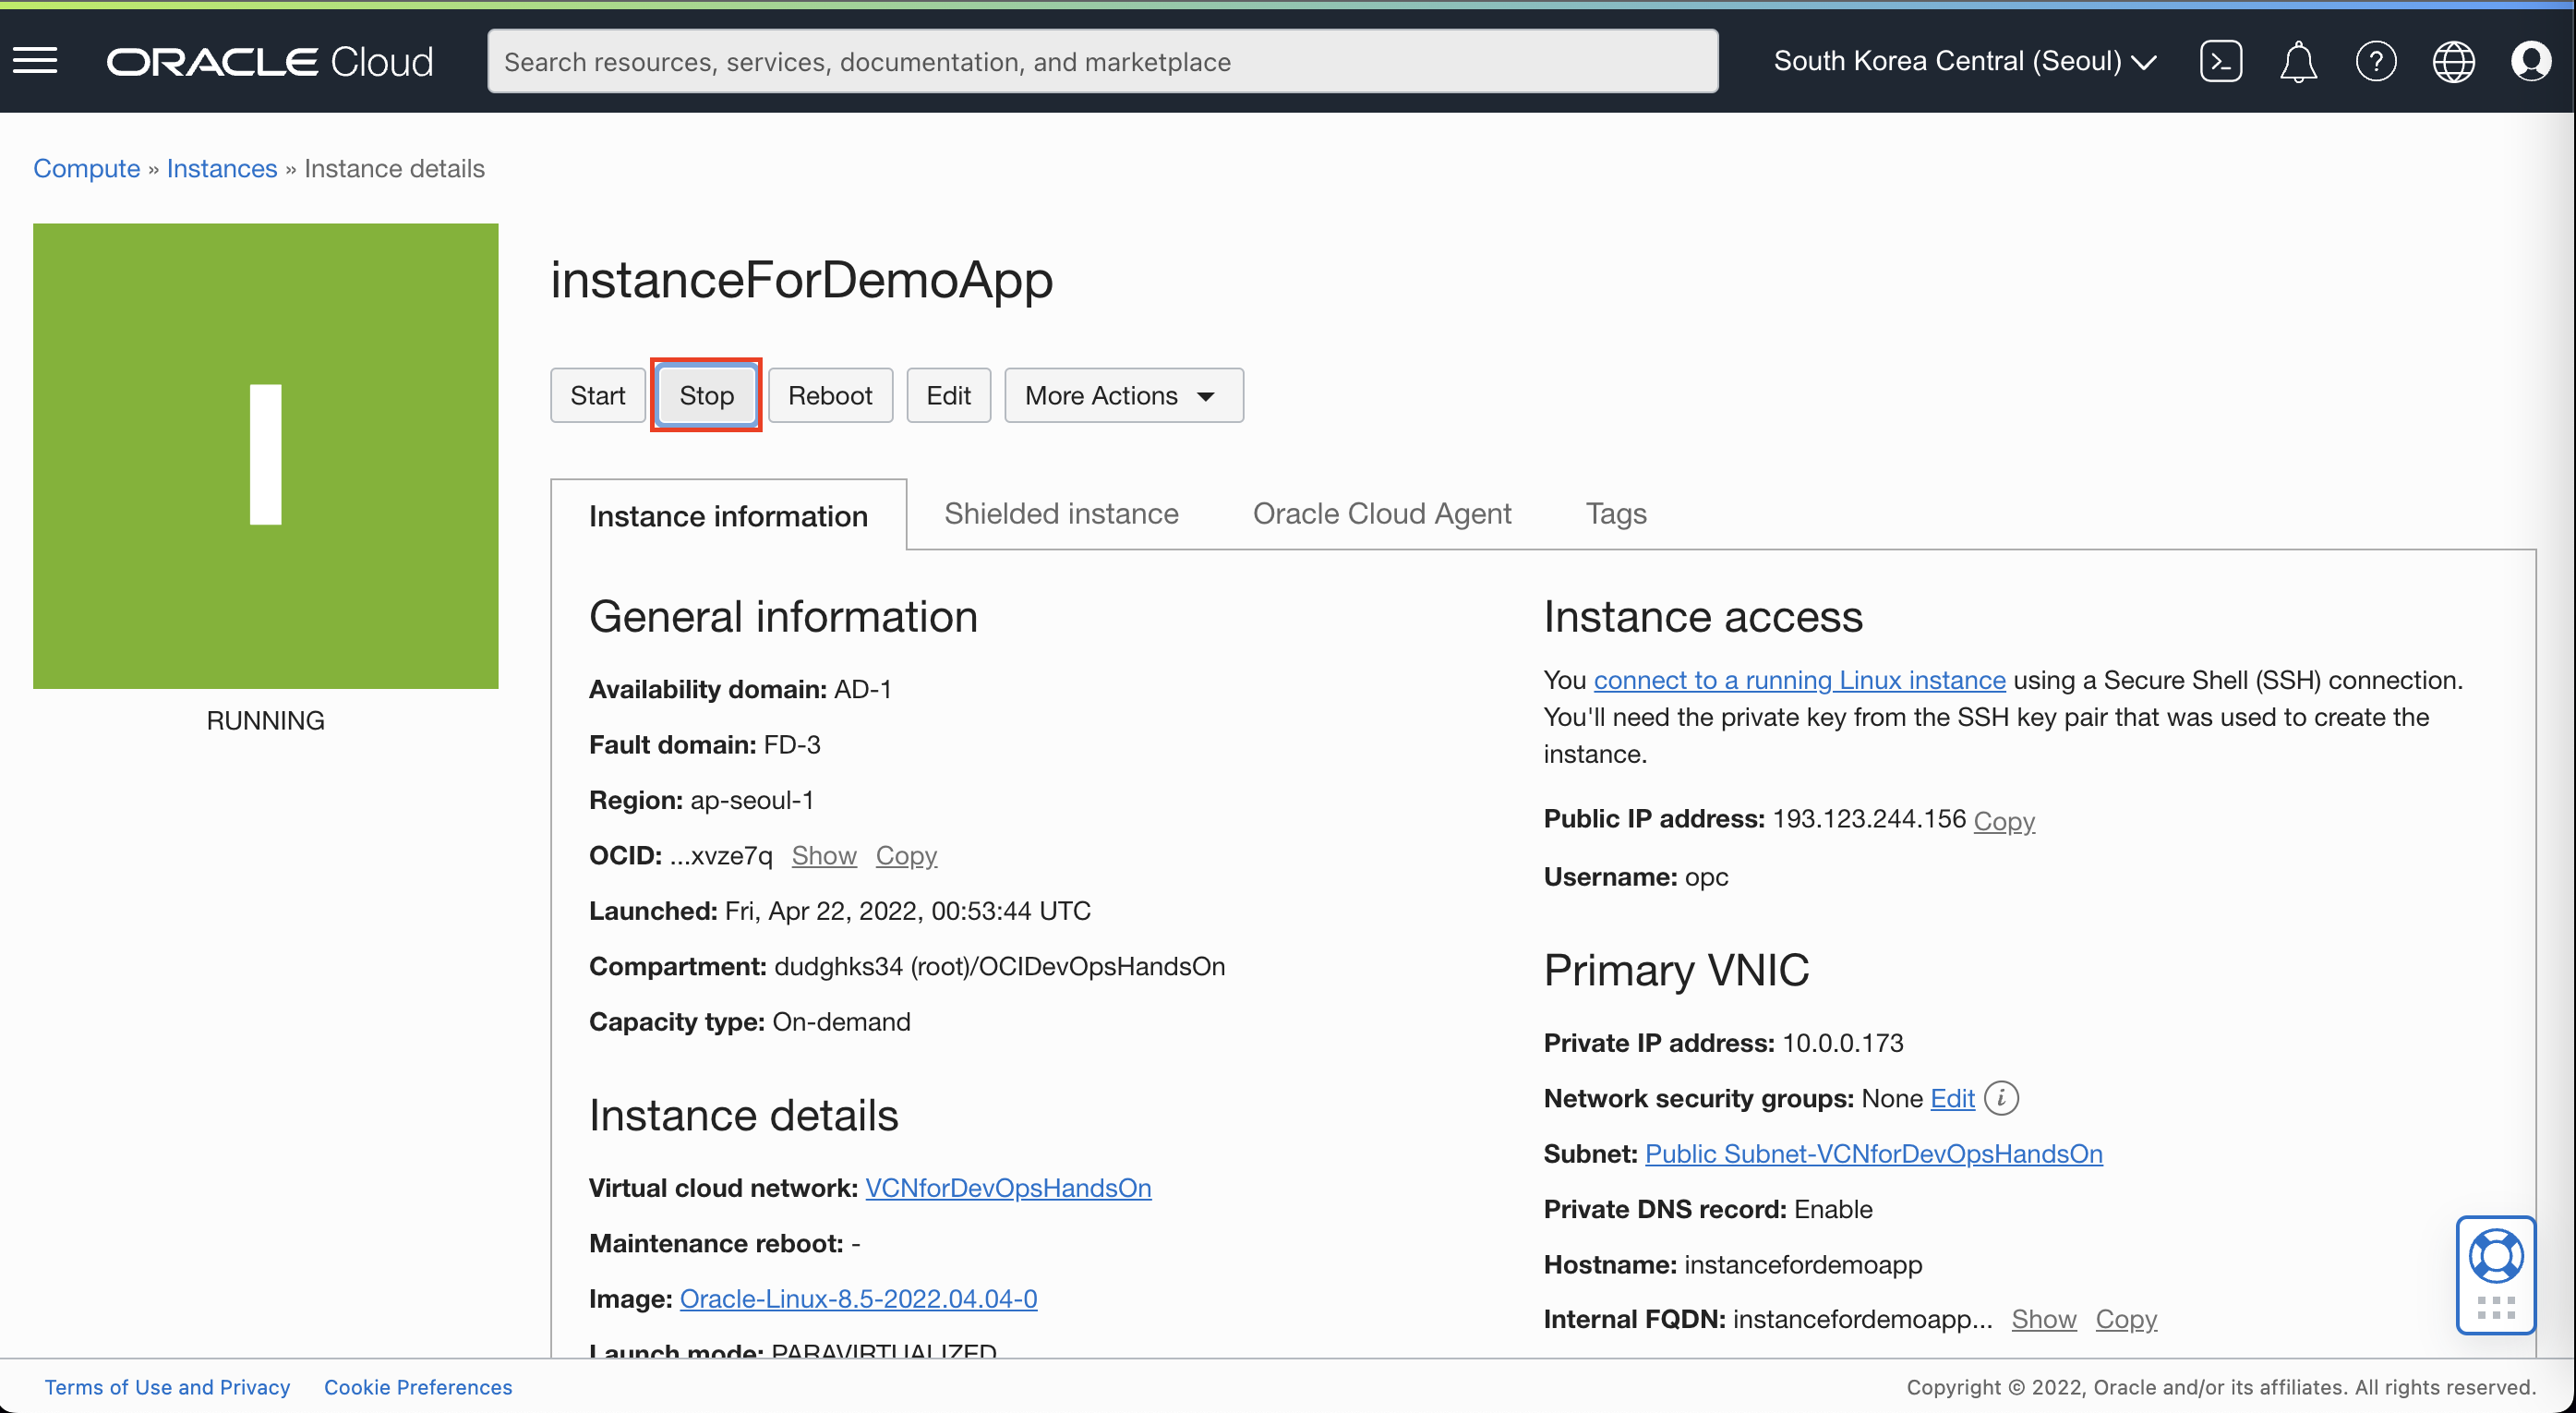 ORACLE Cloud
Search resources, services, documentation, and marketplace
South Korea Central (Seoul)
Compute » Instances » Instance details
I
RUNNING
instanceForDemoApp
Start Stop Reboot Edit More Actions
Instance information Shielded instance Oracle Cloud Agent Tags
General information
Availability domain: AD-1
Fault domain: FD-3
Region: ap-seoul-1
OCID: ...xvze7q Show Copy
Launched: Fri, Apr 22, 2022, 00:53:44 UTC
Compartment: dudghks34 (root)/OCIDevOpsHandsOn
Capacity type: On-demand
Instance details
Virtual cloud network: VCNforDevOpsHandsOn
Maintenance reboot: -
Image: Oracle-Linux-8.5-2022.04.04-0
Launch mode: PARAVIRTUALIZED
Instance access
You connect to a running Linux instance using a Secure Shell (SSH) connection.
You'll need the private key from the SSH key pair that was used to create the
instance.
Public IP address: 193.123.244.156 Copy
Username: opc
Primary VNIC
Private IP address: 10.0.0.173
Network security groups: None Edit i
Subnet: Public Subnet-VCNforDevOpsHandsOn
Private DNS record: Enable
Hostname: instancefordemoapp
Internal FQDN: instancefordemoapp... Show Copy
Terms of Use and Privacy Cookie Preferences
Copyright © 2022, Oracle and/or its affiliates. All rights reserved.